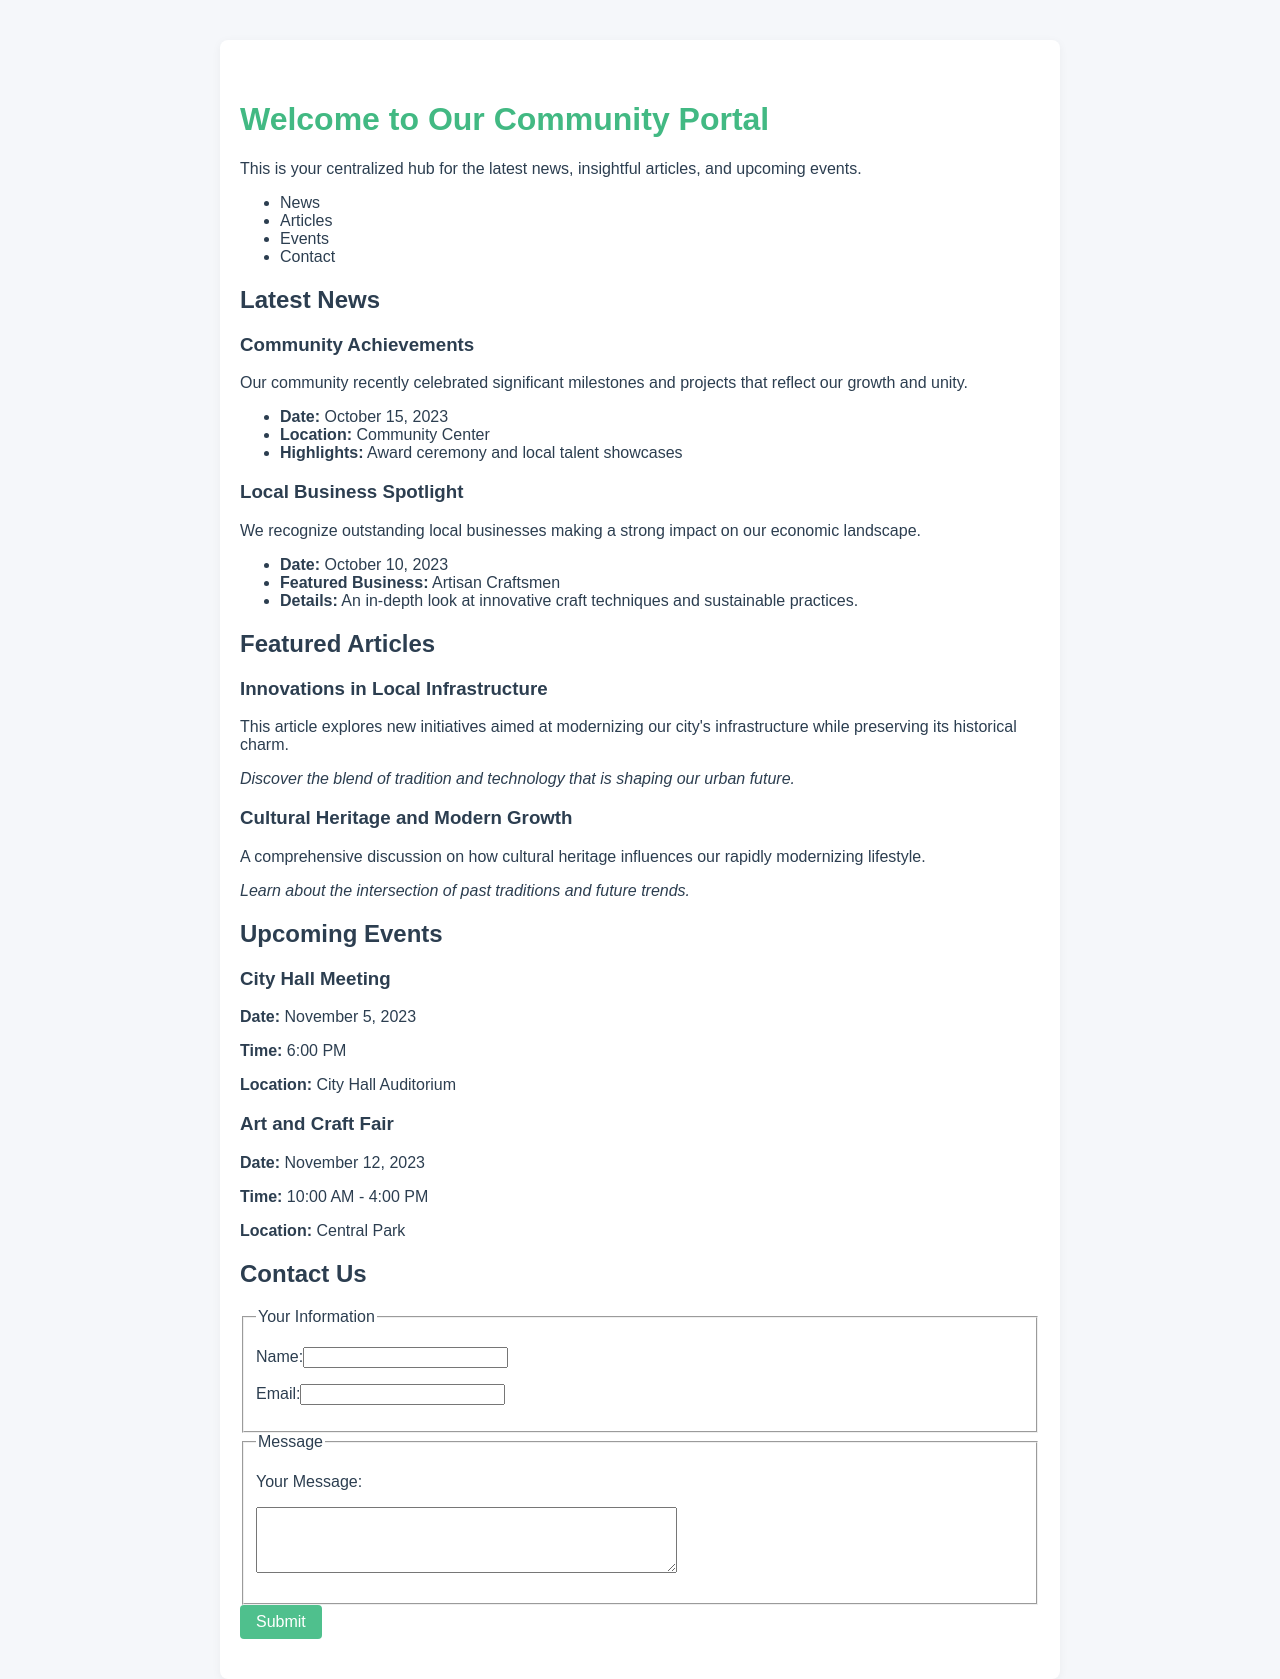 Welcome to Our Community Portal
This is your centralized hub for the latest news, insightful articles, and upcoming events.
News
Articles
Events
Contact
Latest News
Community Achievements
Our community recently celebrated significant milestones and projects that reflect our growth and unity.
Date: October 15, 2023
Location: Community Center
Highlights: Award ceremony and local talent showcases
Local Business Spotlight
We recognize outstanding local businesses making a strong impact on our economic landscape.
Date: October 10, 2023
Featured Business: Artisan Craftsmen
Details: An in-depth look at innovative craft techniques and sustainable practices.
Featured Articles
Innovations in Local Infrastructure
This article explores new initiatives aimed at modernizing our city's infrastructure while preserving its historical
charm.
Discover the blend of tradition and technology that is shaping our urban future.
Cultural Heritage and Modern Growth
A comprehensive discussion on how cultural heritage influences our rapidly modernizing lifestyle.
Learn about the intersection of past traditions and future trends.
Upcoming Events
City Hall Meeting
Date: November 5, 2023
Time: 6:00 PM
Location: City Hall Auditorium
Art and Craft Fair
Date: November 12, 2023
Time: 10:00 AM - 4:00 PM
Location: Central Park
Contact Us
Your Information
Name:
Email:
Message
Your Message:
Submit